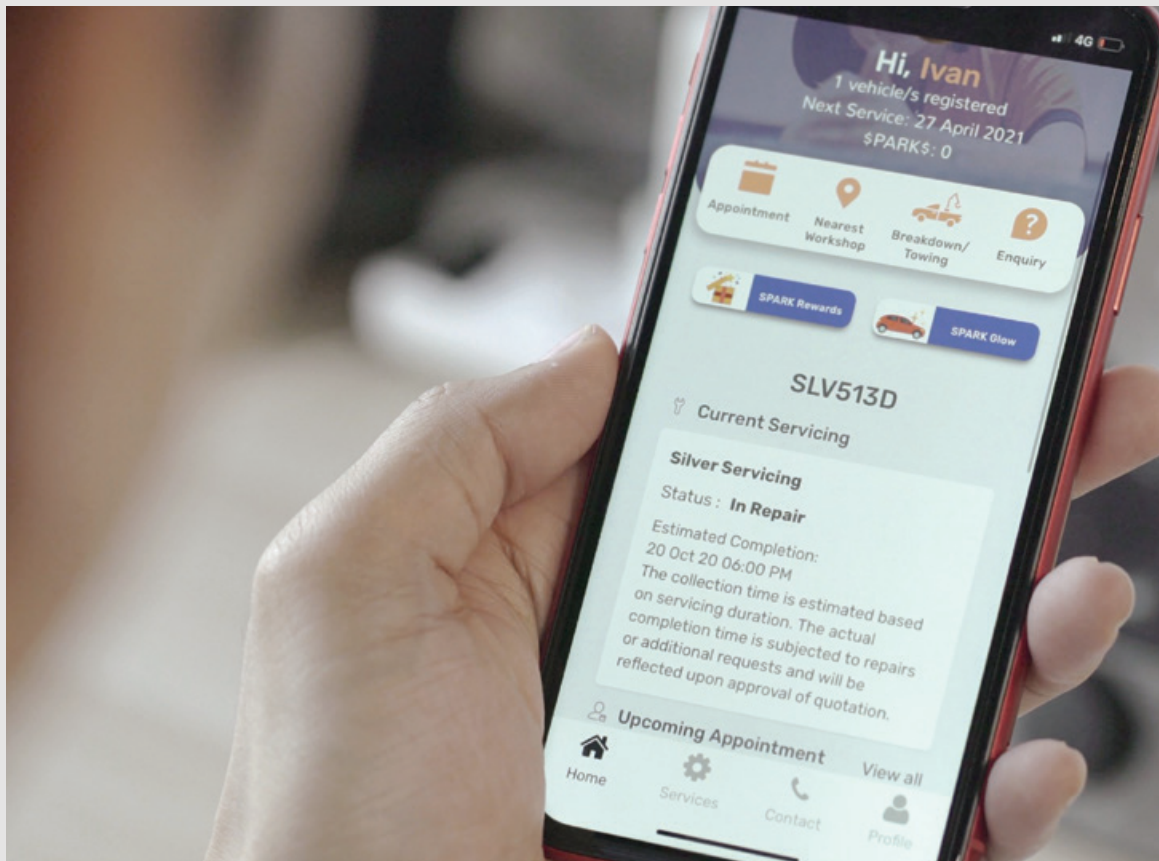 4G
Hi, Ivan
1 vehicle/s registered
Next Service: 27 April 2021
$PARK$: 0
Appointment
Nearest
Workshop
Breakdown/
Towing
Enquiry
SPARK Rewards
SPARK Glow
SLV513D
Current Servicing
Silver Servicing
Status : In Repair
Estimated Completion:
20 Oct 20 06:00 PM
The collection time is estimated based
on servicing duration. The actual
completion time is subjected to repairs
or additional requests and will be
reflected upon approval of quotation.
Upcoming Appointment
View all
Home
Services
Contact
Profile